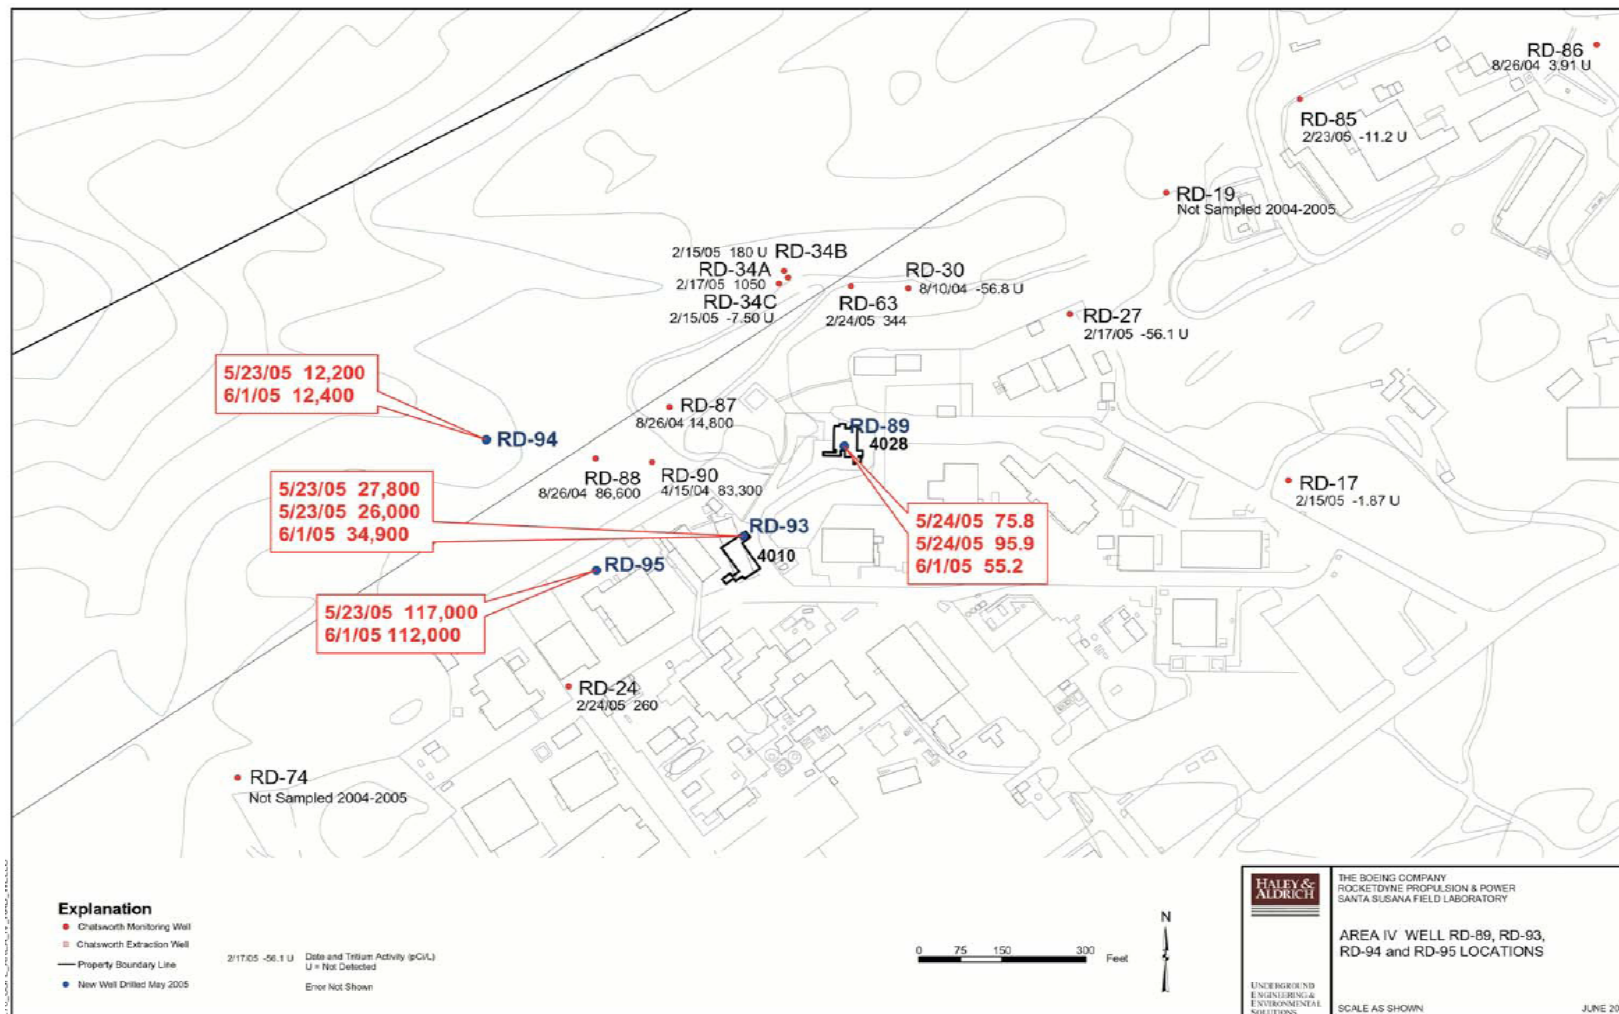 RD-86
8/26/04 3.91 U
RD-85
2/23/05 -11.2 U
RD-19
Not Sampled 2004-2005
2/15/05 180 U RD-34B
RD-34A
2/17/05 1050
RD-34C
2/15/05 -7.50 U
RD-30
8/10/04 -56.8 U
RD-63
2/24/05 344
RD-27
2/17/05 -56.1 U
5/23/05 12,200
6/1/05 12,400
RD-94
RD-87
8/26/04 14,800
RD-89
4028
RD-88
8/26/04 86,600
RD-90
4/15/04 83,300
RD-17
2/15/05 -1.87 U
5/23/05 27,800
5/23/05 26,000
6/1/05 34,900
RD-93
4010
5/24/05 75.8
5/24/05 95.9
6/1/05 55.2
RD-95
5/23/05 117,000
6/1/05 112,000
RD-24
2/24/05 260
RD-74
Not Sampled 2004-2005
Explanation
Chatsworth Monitoring Well
Chatsworth Extraction Well
Property Boundary Line
New Well Drilled May 2005
2/17/05 -56.1 U Date and Tritium Activity (pCi/L)
U = Not Detected
Error Not Shown
0 75 150 300 Feet
N
HALEY &
ALDRICH
UNDERGROUND
ENGINEERING &
ENVIRONMENTAL
SOLUTIONS
THE BOEING COMPANY
ROCKETDYNE PROPULSION & POWER
SANTA SUSANA FIELD LABORATORY
AREA IV WELL RD-89, RD-93,
RD-94 and RD-95 LOCATIONS
SCALE AS SHOWN
JUNE 20